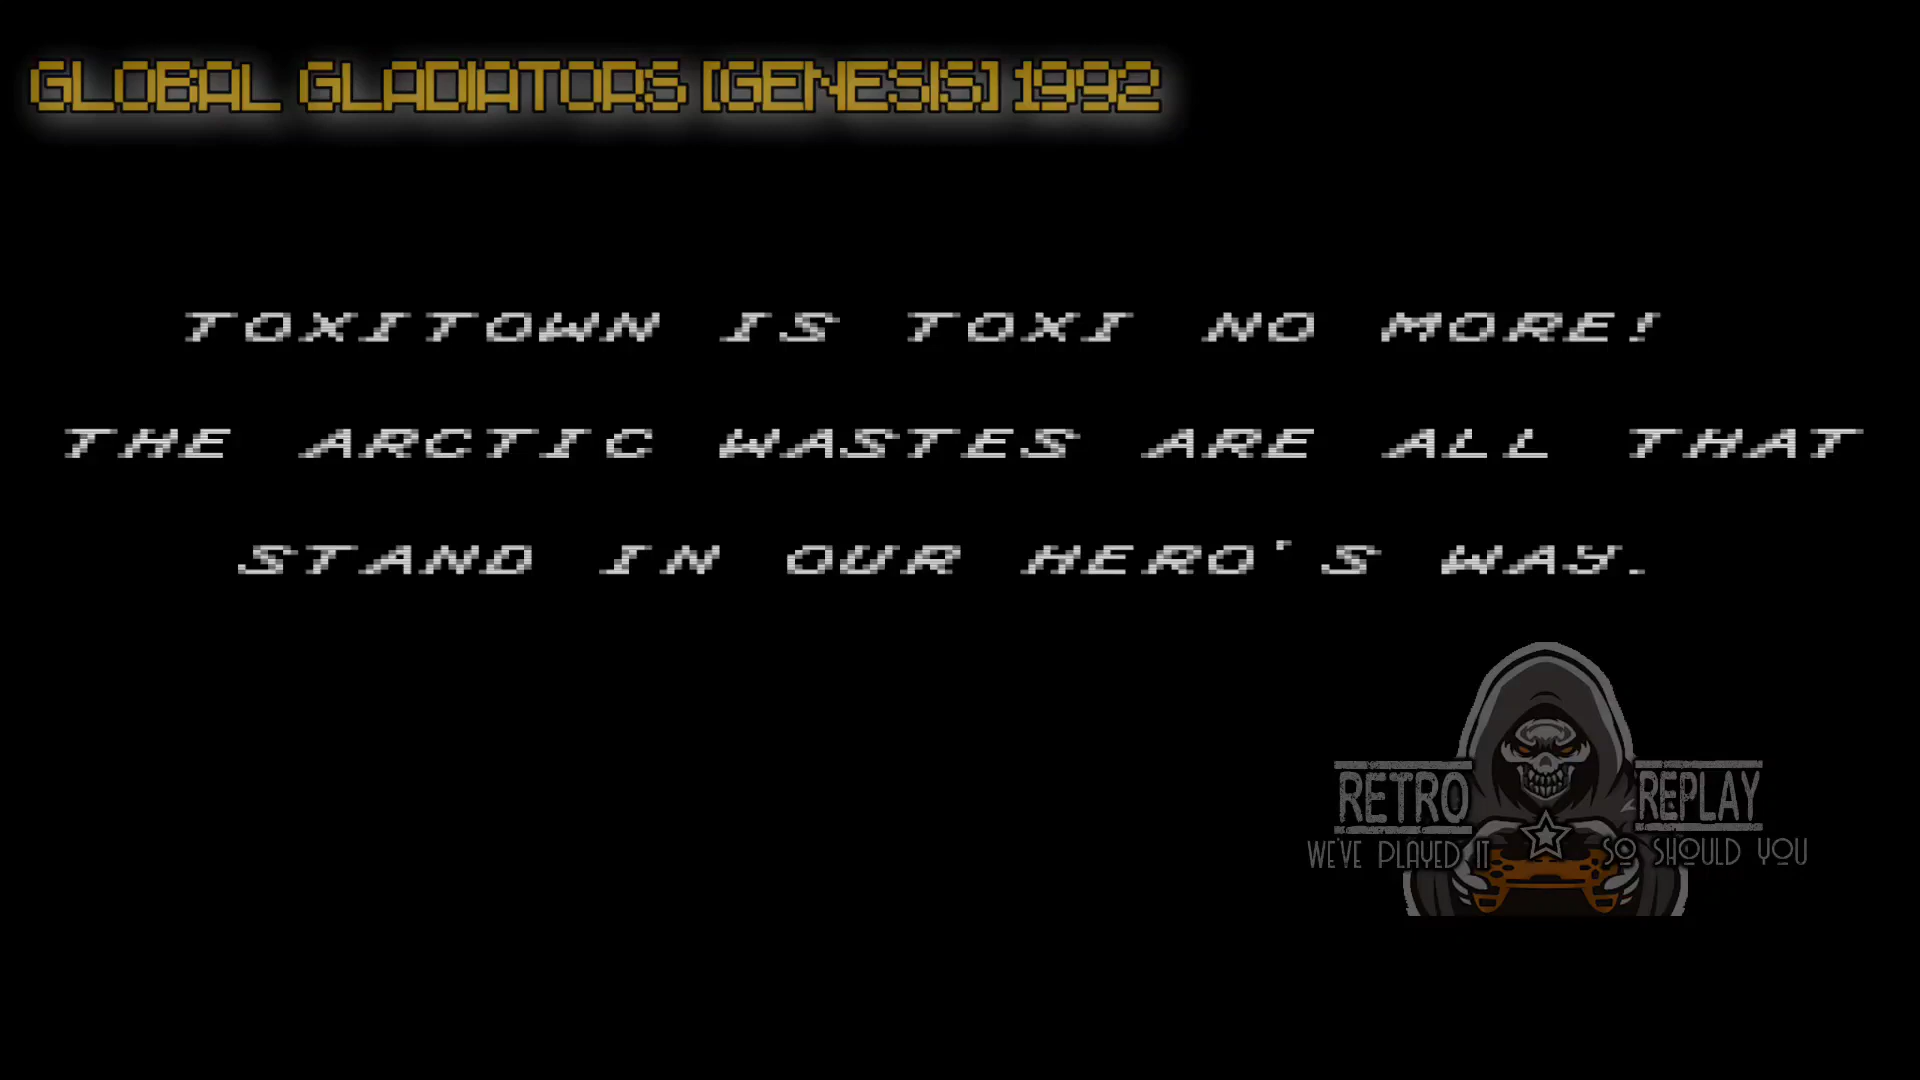 GLOBAL GLADIATORS [GENESIS] 1992
TOXITOWN IS TOXI NO MORE!
THE ARCTIC WASTES ARE ALL THAT
STAND IN OUR HERO'S WAY.
RETRO REPLAY
WE'VE PLAYED IT SO SHOULD YOU